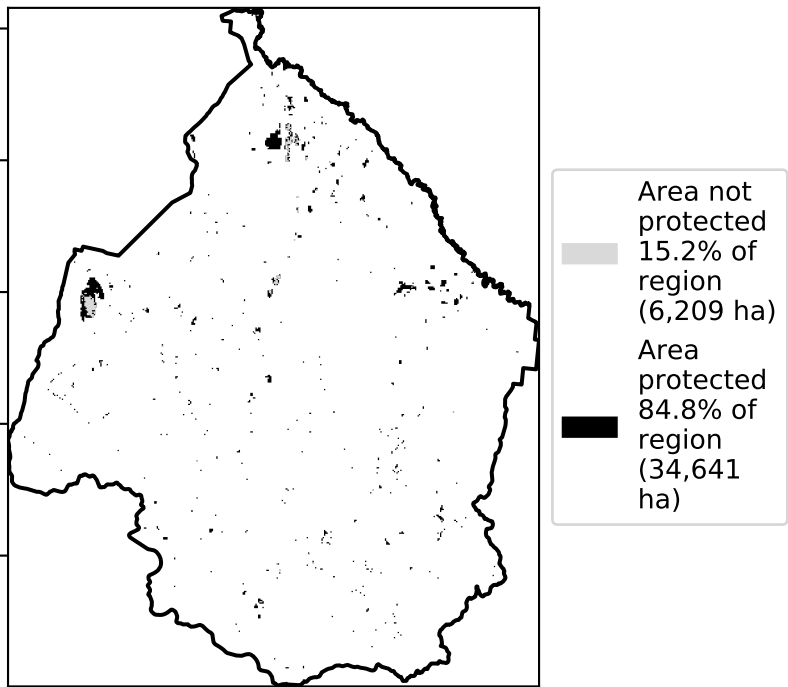 Area not
protected
15.2% of
region
(6,209 ha)
Area
protected
84.8% of
region
(34,641
ha)